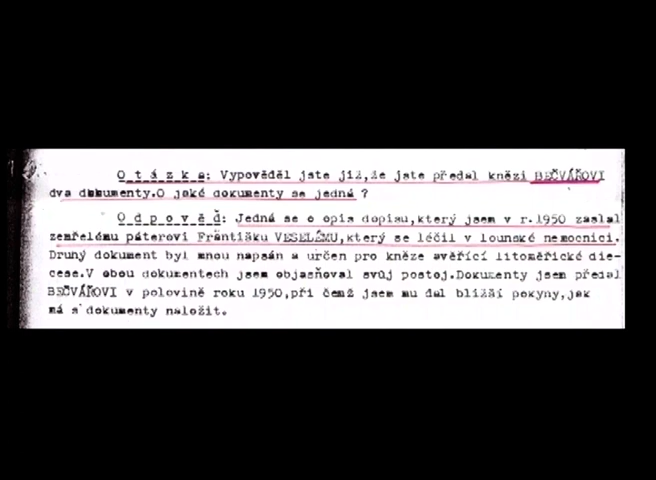 O t á z k a: Vypověděl jste již,že jste předal knězi BEČVÁŘOVI
dva dokumenty.O jaké dokumenty se jedná ?
O d p o v ě ď: Jedná se o opis dopisu,který jsem v r.1950 zaslal
zemřelému páterovi Františku VESELÉMU,který se léčil v lounské nemocnici.
Druhý dokument byl mnou napsán a určen pro kněze svěřící litoměřické die-
cese.V obou dokumentech jsem objasňoval svůj postoj.Dokumenty jsem předal
BEČVÁŘOVI v polovině roku 1950,při čemž jsem mu dal bližší pokyny,jak
má s dokumenty naložit.